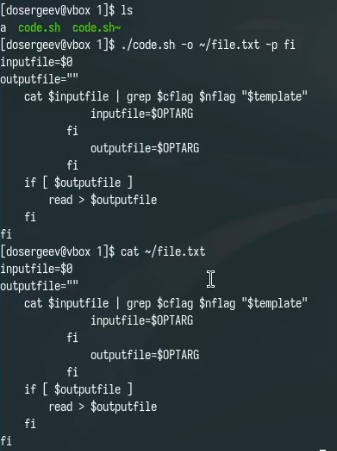 [dosergeev@vbox 1]$ ls
a  code.sh  code.sh~
[dosergeev@vbox 1]$ ./code.sh -o ~/file.txt -p fi
inputfile=$0
outputfile=""
    cat $inputfile | grep $cflag $nflag "$template"
               inputfile=$OPTARG
           fi
               outputfile=$OPTARG
           fi
    if [ $outputfile ]
        read > $outputfile
    fi
fi
[dosergeev@vbox 1]$ cat ~/file.txt
inputfile=$0
outputfile=""
    cat $inputfile | grep $cflag $nflag "$template"
               inputfile=$OPTARG
           fi
               outputfile=$OPTARG
           fi
    if [ $outputfile ]
        read > $outputfile
    fi
fi